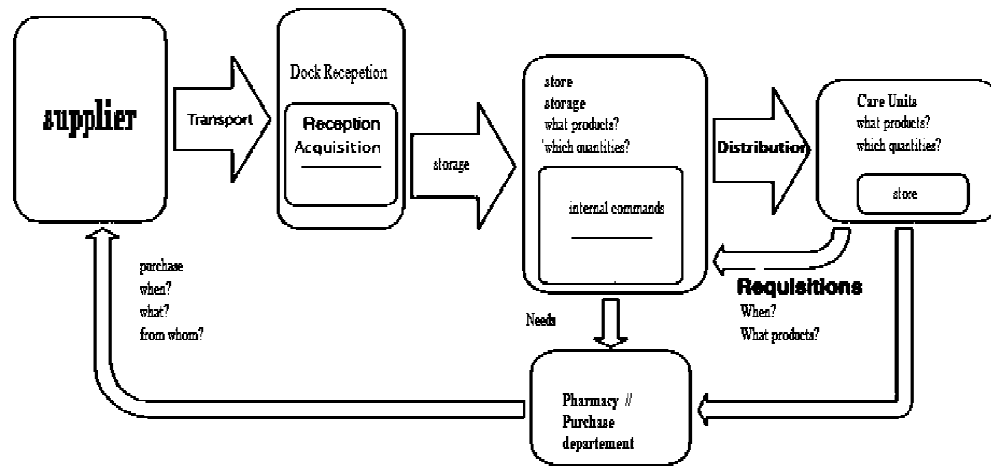 supplier
Transport
Dock Recepetion
Reception
Acquisition
storage
store
storage
what products?
'which quantities?
internal commands
Distribution
Care Units
what products?
which quantities?
store
Requisitions
When?
What products?
Needs
Pharmacy //
Purchase
departement
purchase
when?
what?
from whom?